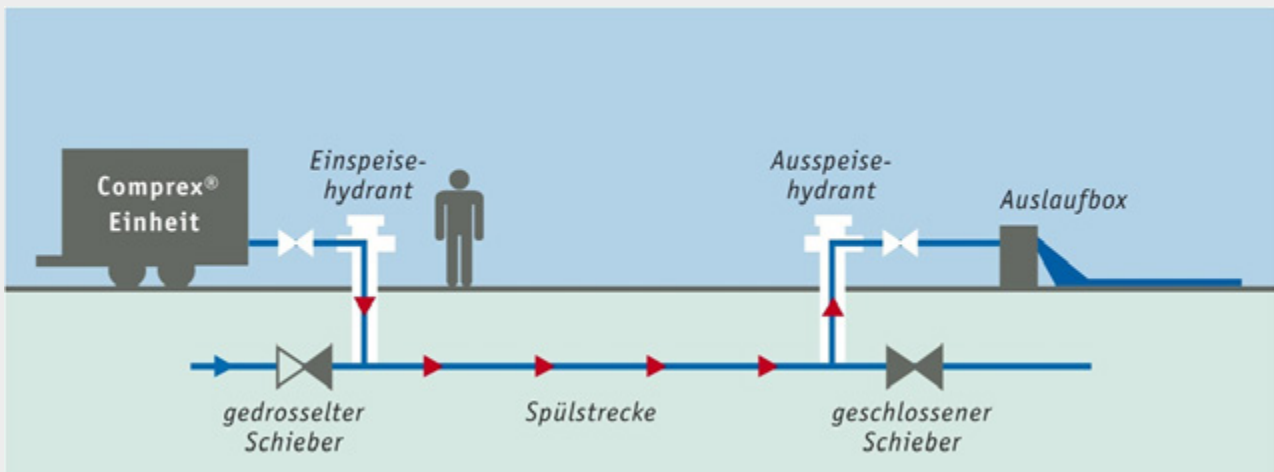 Comprex®
Einheit
Einspeise-
hydrant
Ausspeise-
hydrant
Auslaufbox
gedrosselter
Schieber
Spülstrecke
geschlossener
Schieber